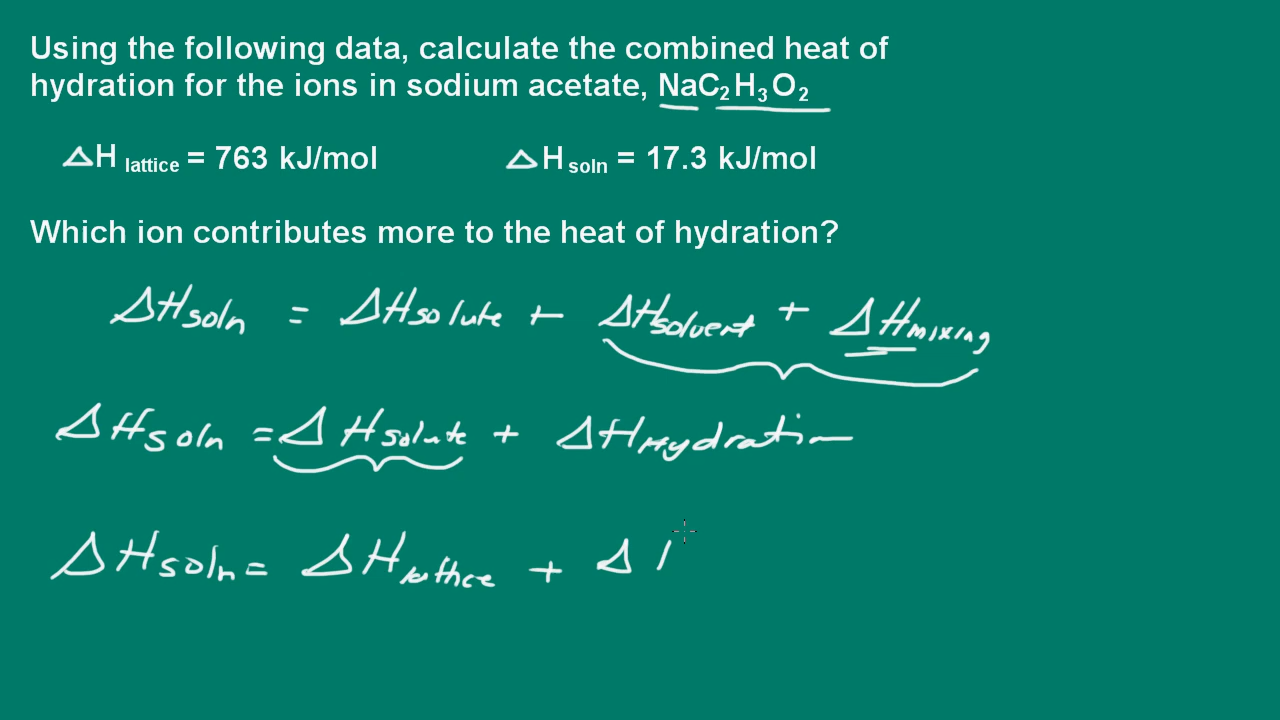 Using the following data, calculate the combined heat of
hydration for the ions in sodium acetate, NaC₂H₃O₂
ΔH lattice = 763 kJ/mol ΔH soln = 17.3 kJ/mol
Which ion contributes more to the heat of hydration?
ΔHsoln = ΔHsolute + ΔHsolvent + ΔHmixing
ΔHsoln = ΔHsolute + ΔHHydration
ΔHsoln = ΔHlattice + Δ